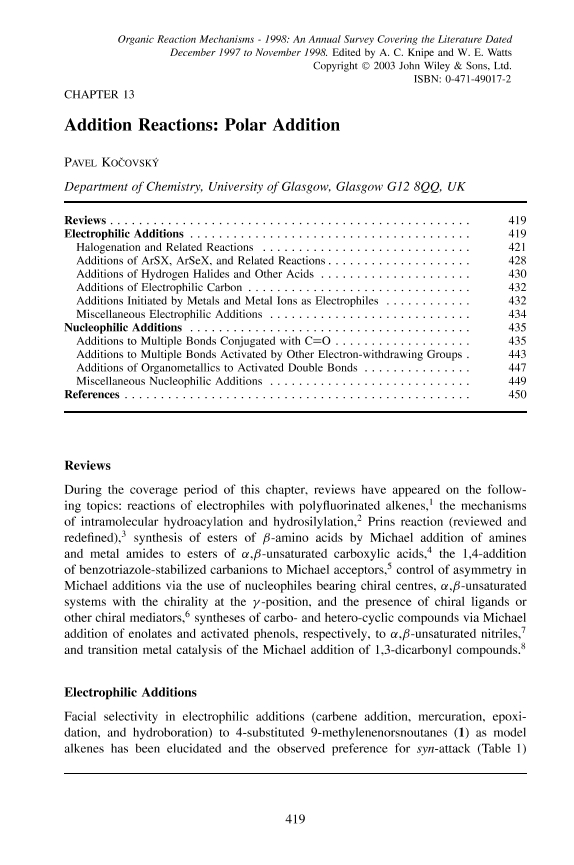 Organic Reaction Mechanisms - 1998: An Annual Survey Covering the Literature Dated
December 1997 to November 1998. Edited by A. C. Knipe and W. E. Watts
Copyright © 2003 John Wiley & Sons, Ltd.
ISBN: 0-471-49017-2
CHAPTER 13
Addition Reactions: Polar Addition
PAVEL KOČOVSKÝ
Department of Chemistry, University of Glasgow, Glasgow G12 8QQ, UK
Reviews . . . . . . . . . . . . . . . . . . . . . . . . . . . . . . . . . . . . . . . . . . . . . . . 419
Electrophilic Additions . . . . . . . . . . . . . . . . . . . . . . . . . . . . . . . . . . . . . 419
Halogenation and Related Reactions . . . . . . . . . . . . . . . . . . . . . . . . . . . 421
Additions of ArSX, ArSeX, and Related Reactions . . . . . . . . . . . . . . . . . . . 428
Additions of Hydrogen Halides and Other Acids . . . . . . . . . . . . . . . . . . . . 430
Additions of Electrophilic Carbon . . . . . . . . . . . . . . . . . . . . . . . . . . . . . 432
Additions Initiated by Metals and Metal Ions as Electrophiles . . . . . . . . . . . . 432
Miscellaneous Electrophilic Additions . . . . . . . . . . . . . . . . . . . . . . . . . . . 434
Nucleophilic Additions . . . . . . . . . . . . . . . . . . . . . . . . . . . . . . . . . . . . . 435
Additions to Multiple Bonds Conjugated with C=O . . . . . . . . . . . . . . . . . . 435
Additions to Multiple Bonds Activated by Other Electron-withdrawing Groups . 443
Additions of Organometallics to Activated Double Bonds . . . . . . . . . . . . . . . 447
Miscellaneous Nucleophilic Additions . . . . . . . . . . . . . . . . . . . . . . . . . . . 449
References . . . . . . . . . . . . . . . . . . . . . . . . . . . . . . . . . . . . . . . . . . . . . 450
Reviews
During the coverage period of this chapter, reviews have appeared on the follow-
ing topics: reactions of electrophiles with polyfluorinated alkenes,¹ the mechanisms
of intramolecular hydroacylation and hydrosilylation,² Prins reaction (reviewed and
redefined),³ synthesis of esters of β-amino acids by Michael addition of amines
and metal amides to esters of α,β-unsaturated carboxylic acids,⁴ the 1,4-addition
of benzotriazole-stabilized carbanions to Michael acceptors,⁵ control of asymmetry in
Michael additions via the use of nucleophiles bearing chiral centres, α,β-unsaturated
systems with the chirality at the γ-position, and the presence of chiral ligands or
other chiral mediators,⁶ syntheses of carbo- and hetero-cyclic compounds via Michael
addition of enolates and activated phenols, respectively, to α,β-unsaturated nitriles,⁷
and transition metal catalysis of the Michael addition of 1,3-dicarbonyl compounds.⁸
Electrophilic Additions
Facial selectivity in electrophilic additions (carbene addition, mercuration, epoxi-
dation, and hydroboration) to 4-substituted 9-methylenenorsnoutanes (1) as model
alkenes has been elucidated and the observed preference for syn-attack (Table 1)
419